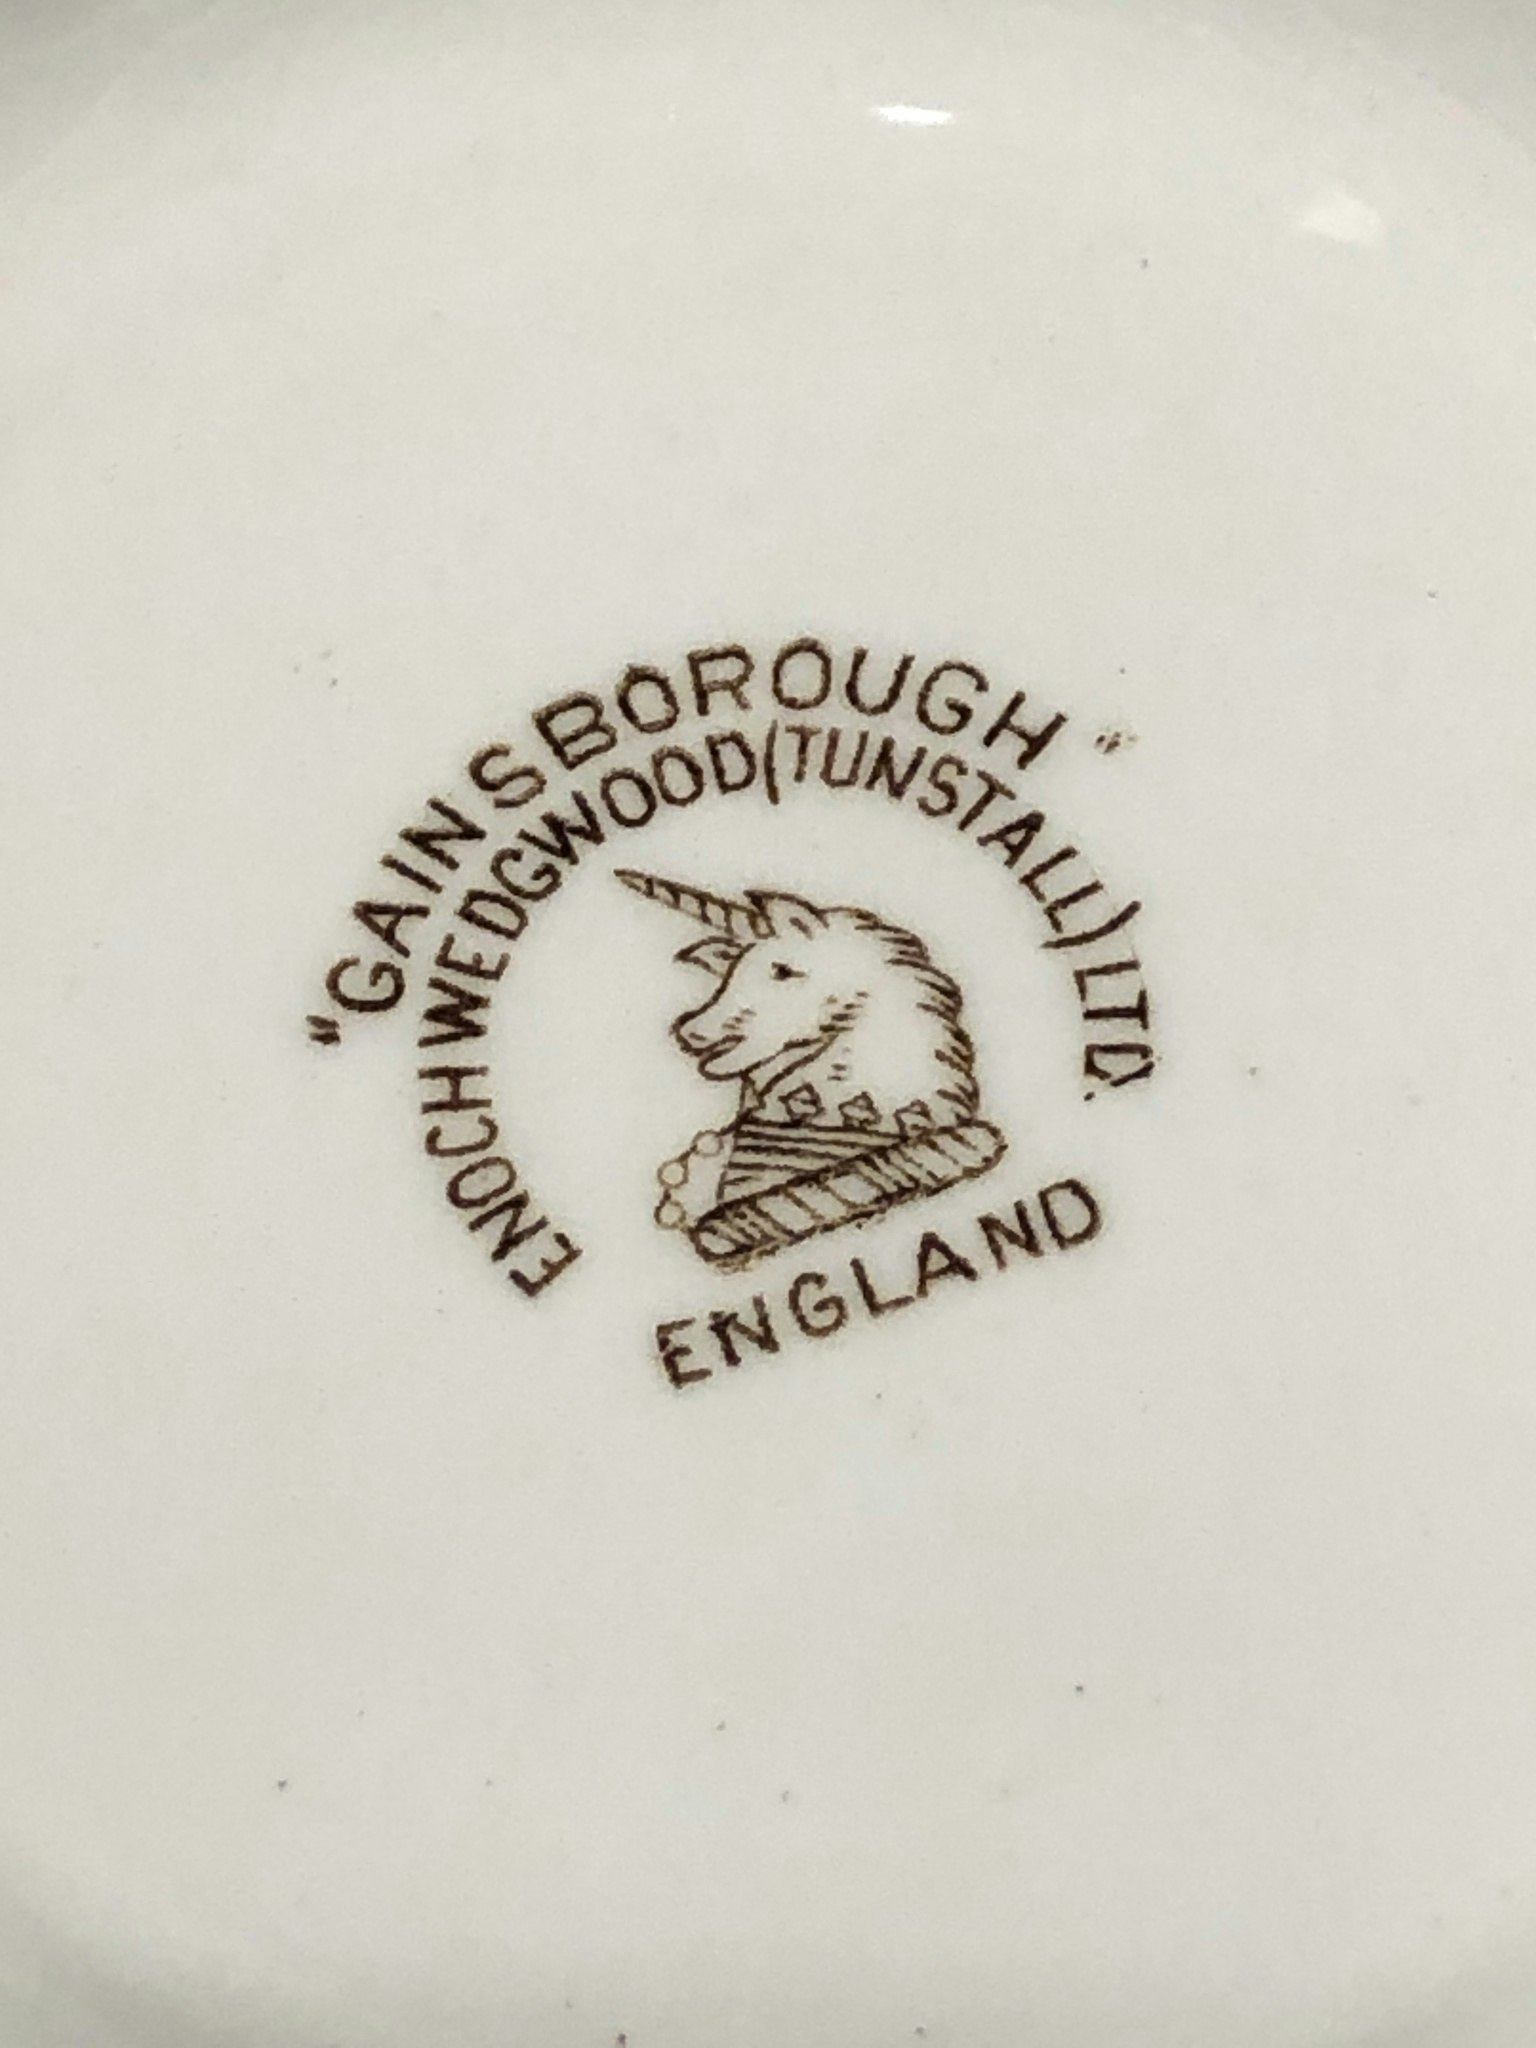 "GAINSBOROUGH"
ENOCH WEDGWOOD (TUNSTALL) LTD.
ENGLAND